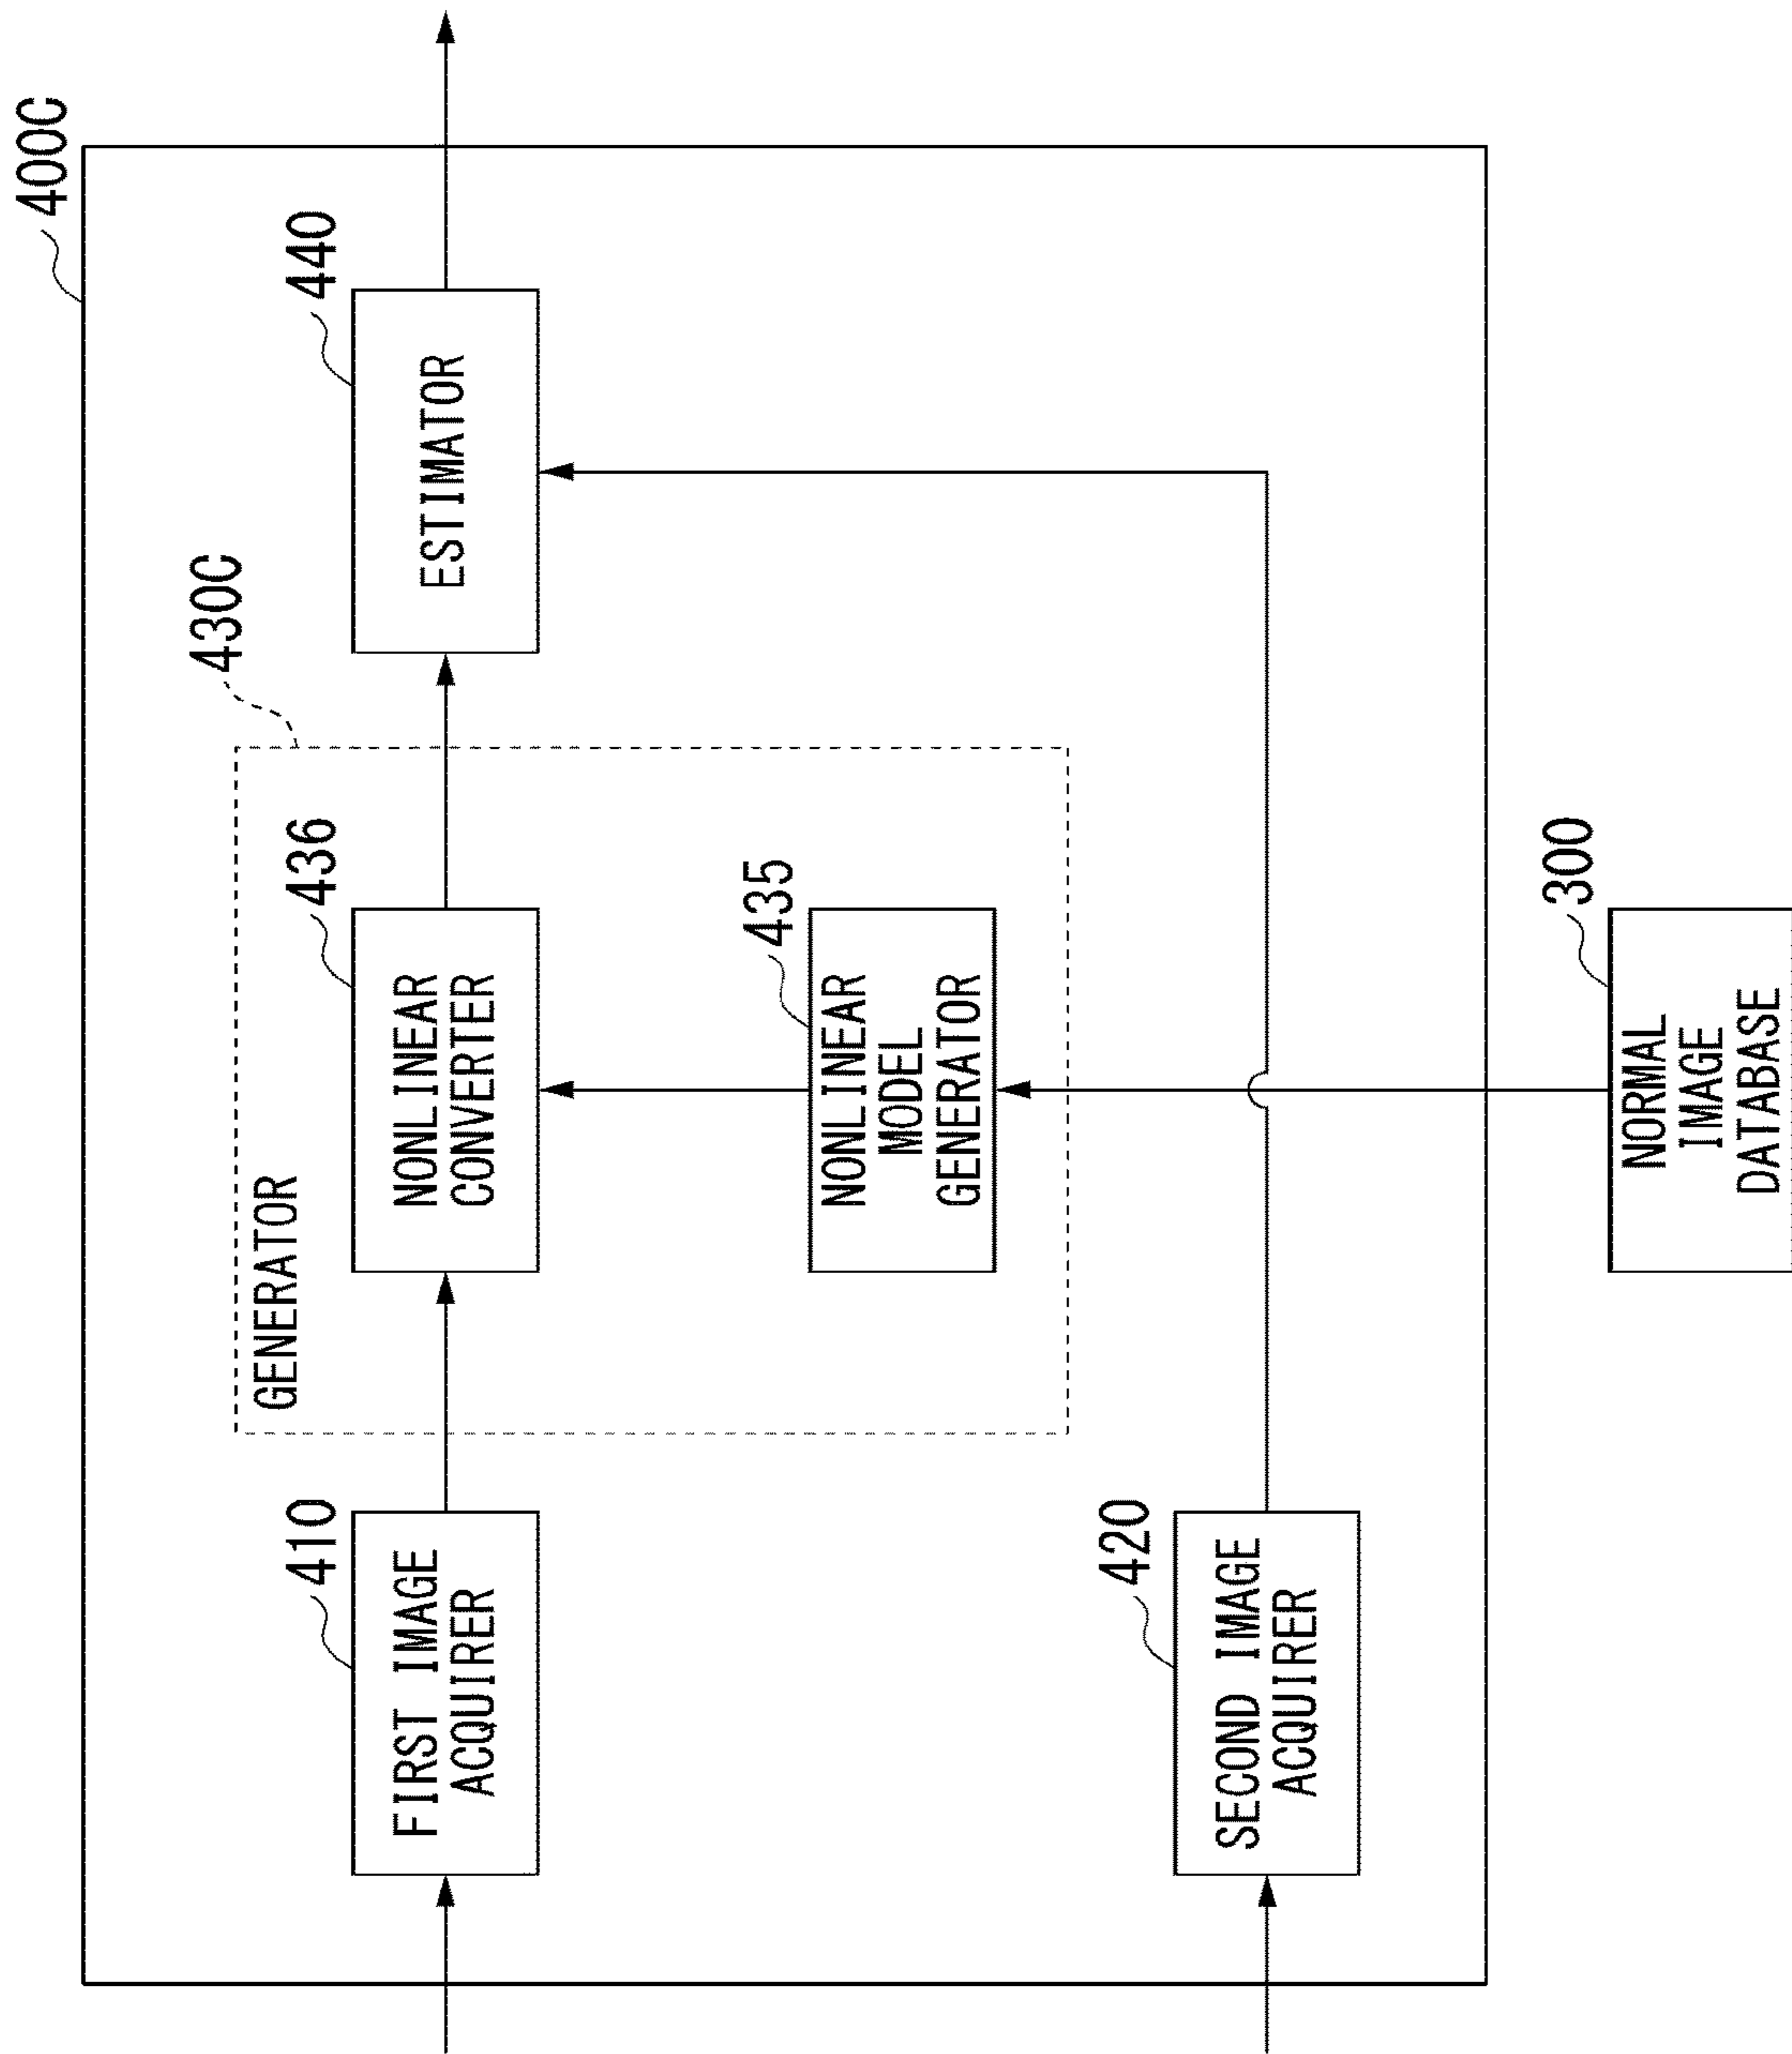 400C
430C
GENERATOR
410
FIRST IMAGE
ACQUIRER
436
NONLINEAR
CONVERTER
440
ESTIMATOR
435
NONLINEAR
MODEL
GENERATOR
420
SECOND IMAGE
ACQUIRER
300
NORMAL
IMAGE
DATABASE